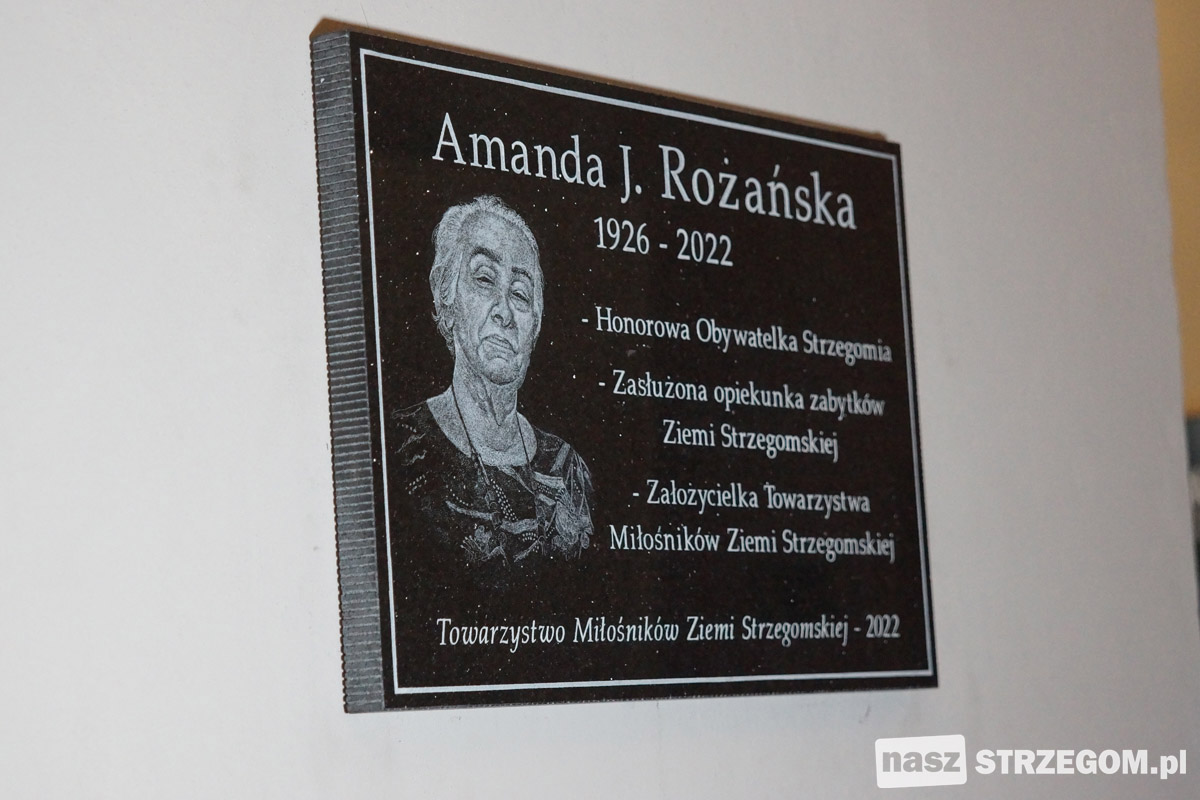 Amanda J. Rożańska
1926 - 2022
- Honorowa Obywatelka Strzegomia
- Zasłużona opiekunka zabytków
Ziemi Strzegomskiej
- Założycielka Towarzystwa
Miłośników Ziemi Strzegomskiej
Towarzystwo Miłośników Ziemi Strzegomskiej - 2022
nasz STRZEGOM.pl